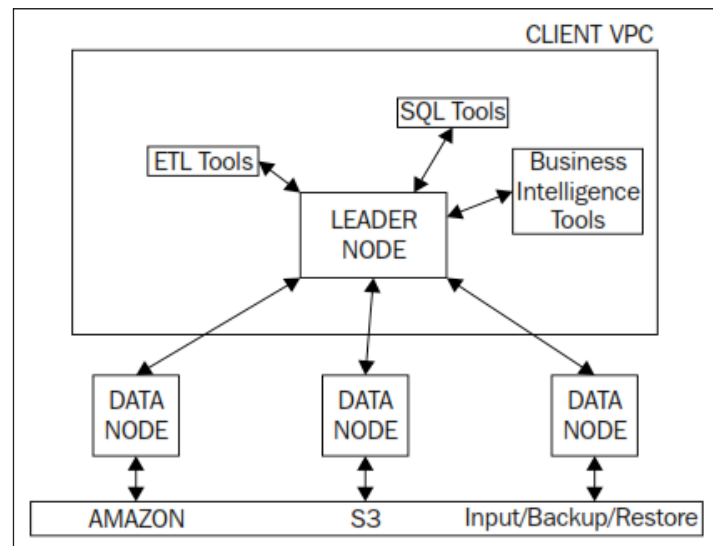 CLIENT VPC
SQL Tools
ETL Tools
Business
Intelligence
Tools
LEADER
NODE
DATA
NODE
DATA
NODE
DATA
NODE
AMAZON S3 Input/Backup/Restore